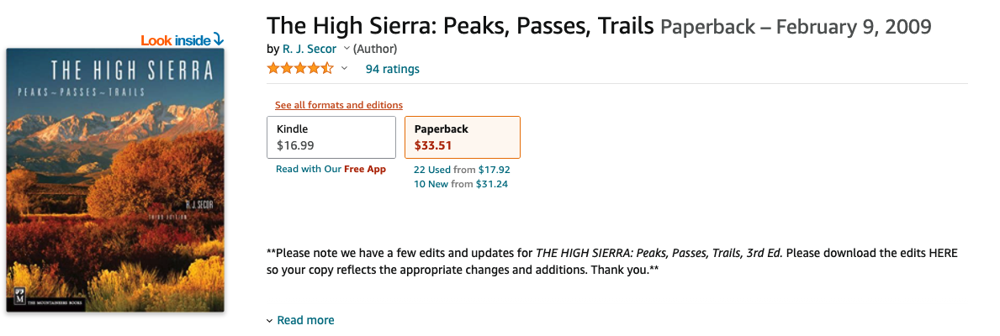 Look inside
THE HIGH SIERRA
PEAKS ~ PASSES ~ TRAILS
R. J. SECOR
THIRD EDITION
M
THE MOUNTAINEERS BOOKS
The High Sierra: Peaks, Passes, Trails Paperback – February 9, 2009
by R. J. Secor (Author)
94 ratings
See all formats and editions
Kindle
$16.99
Read with Our Free App
Paperback
$33.51
22 Used from $17.92
10 New from $31.24
**Please note we have a few edits and updates for THE HIGH SIERRA: Peaks, Passes, Trails, 3rd Ed. Please download the edits HERE
so your copy reflects the appropriate changes and additions. Thank you.**
Read more